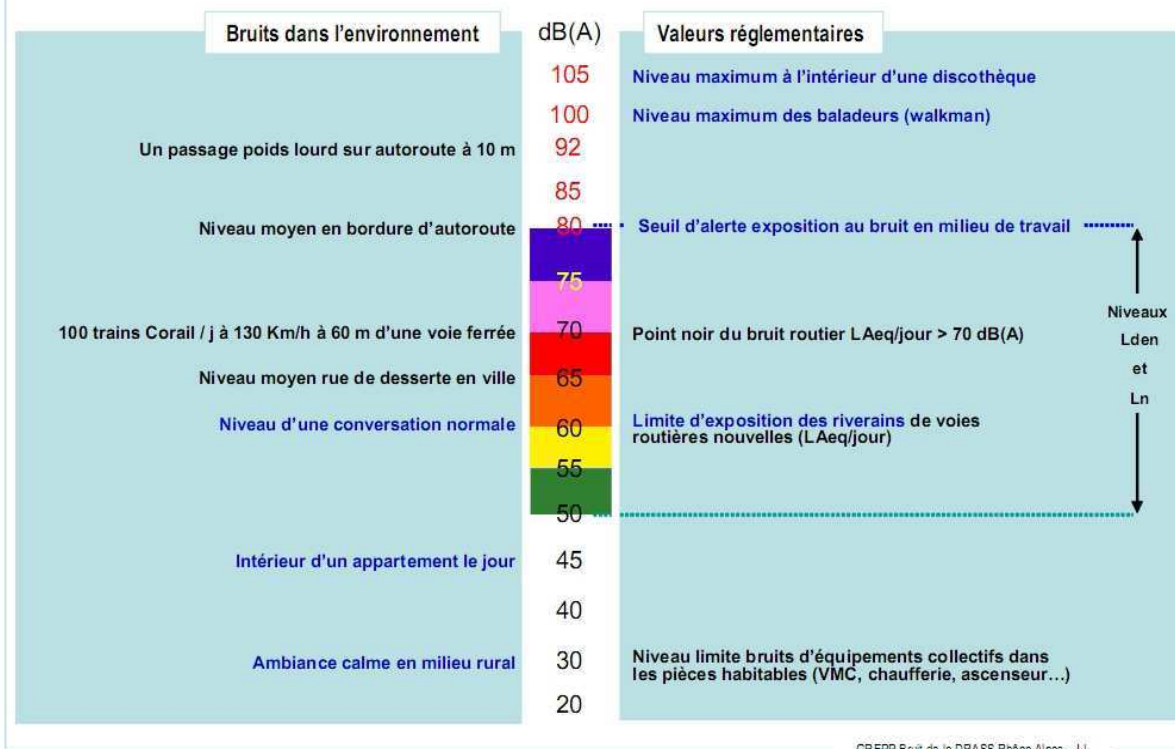 Bruits dans l'environnement dB(A) Valeurs réglementaires
105 Niveau maximum à l'intérieur d'une discothèque
100 Niveau maximum des baladeurs (walkman)
Un passage poids lourd sur autoroute à 10 m 92
85
Niveau moyen en bordure d'autoroute 80 Seuil d'alerte exposition au bruit en milieu de travail
75
100 trains Corail / j à 130 Km/h à 60 m d'une voie ferrée 70 Point noir du bruit routier LAeq/jour > 70 dB(A)
Niveau moyen rue de desserte en ville 65
Niveau d'une conversation normale 60 Limite d'exposition des riverains de voies
routières nouvelles (LAeq/jour)
55
50
Niveaux
Lden
et
Ln
Intérieur d'un appartement le jour 45
40
Ambiance calme en milieu rural 30 Niveau limite bruits d'équipements collectifs dans
les pièces habitables (VMC, chaufferie, ascenseur…)
20
Bruit de la DRASS Rhône Alpes